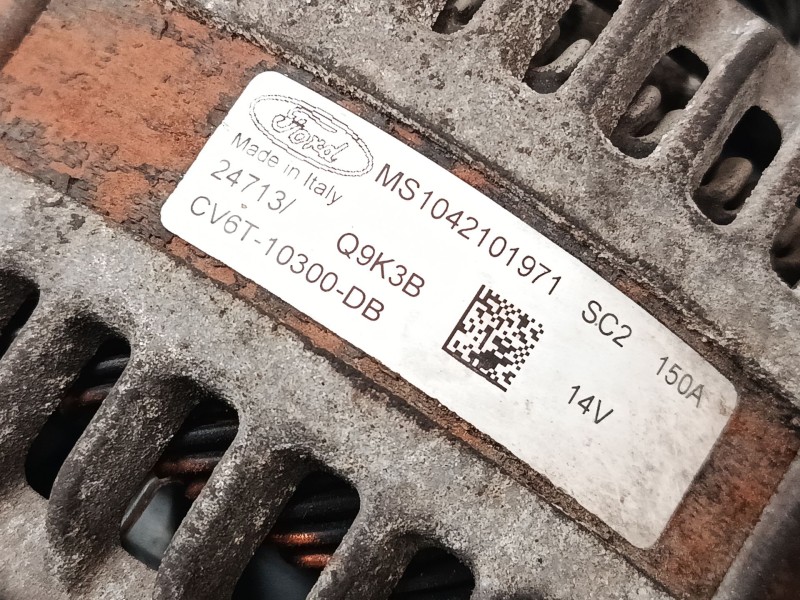 Ford MS1042101971 SC2 150A
Made in Italy
24713/ Q9K3B 14V
CV6T-10300-DB